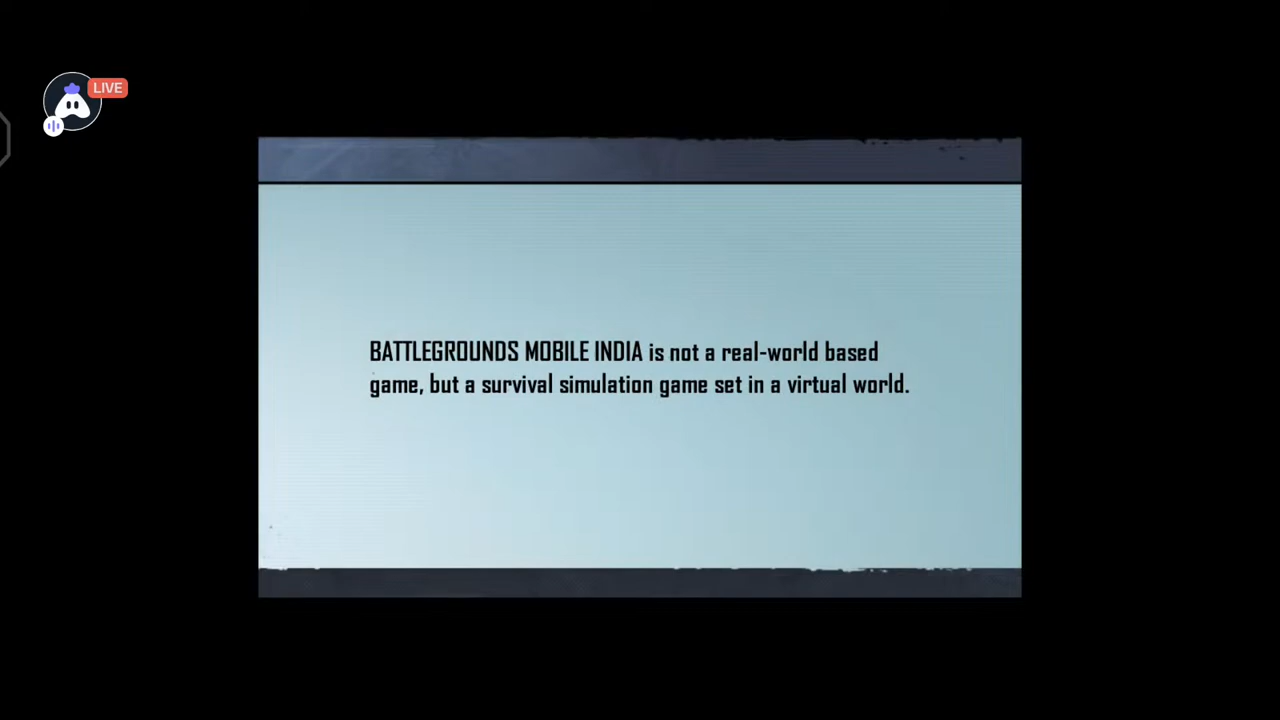 LIVE
BATTLEGROUNDS MOBILE INDIA is not a real-world based
game, but a survival simulation game set in a virtual world.